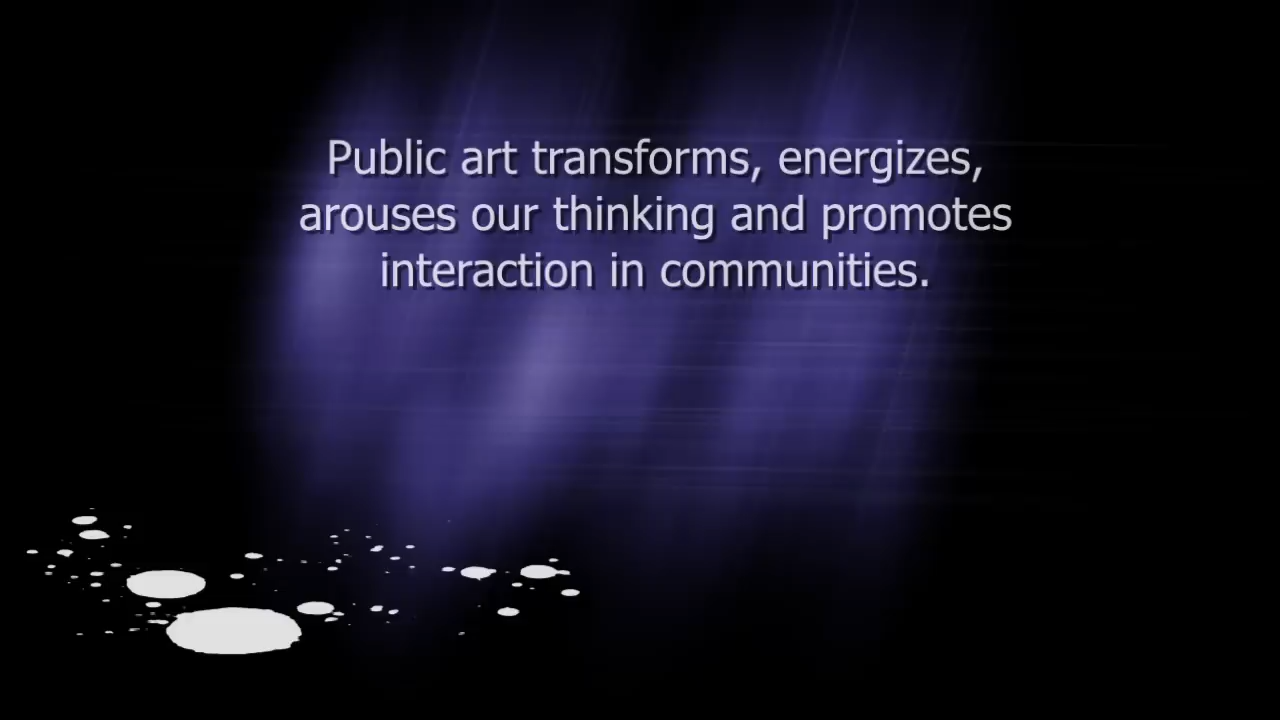 Public art transforms, energizes,
arouses our thinking and promotes
interaction in communities.